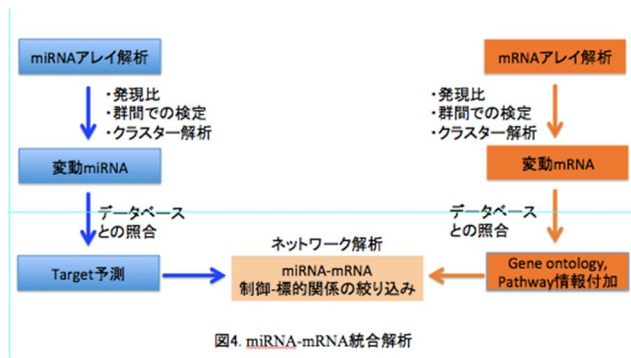 miRNAアレイ解析
・発現比
・群間での検定
・クラスター解析
変動miRNA
データベース
との照合
Target予測
mRNAアレイ解析
・発現比
・群間での検定
・クラスター解析
変動mRNA
データベース
との照合
Gene ontology,
Pathway情報付加
ネットワーク解析
miRNA-mRNA
制御-標的関係の絞り込み
図4. miRNA-mRNA統合解析